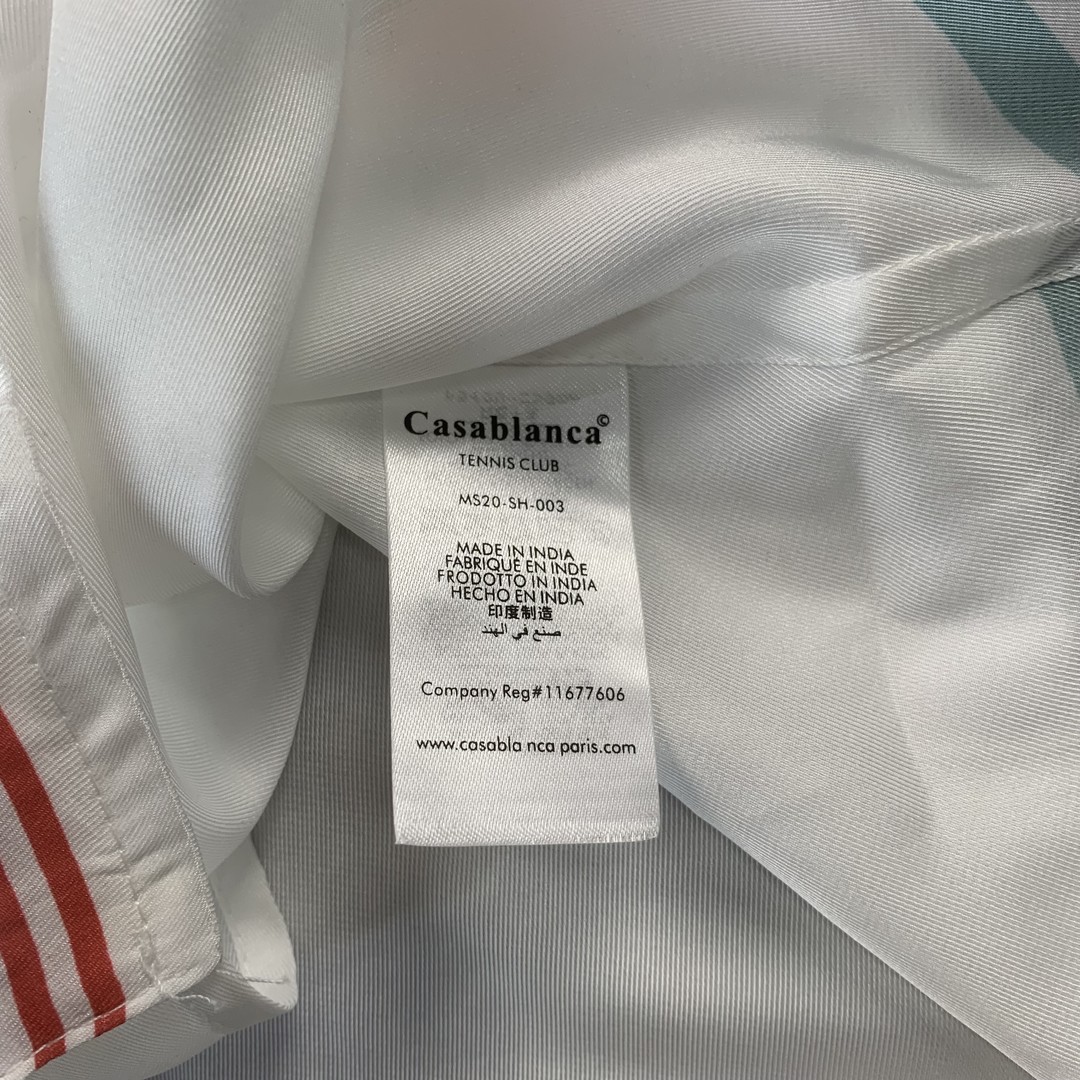 Casablanca©
TENNIS CLUB
MS20-SH-003
MADE IN INDIA
FABRIQUÉ EN INDE
FRODOTTO IN INDIA
HECHO EN INDIA
印度制造
صنع في الهند
Company Reg#11677606
www.casabla nca paris.com